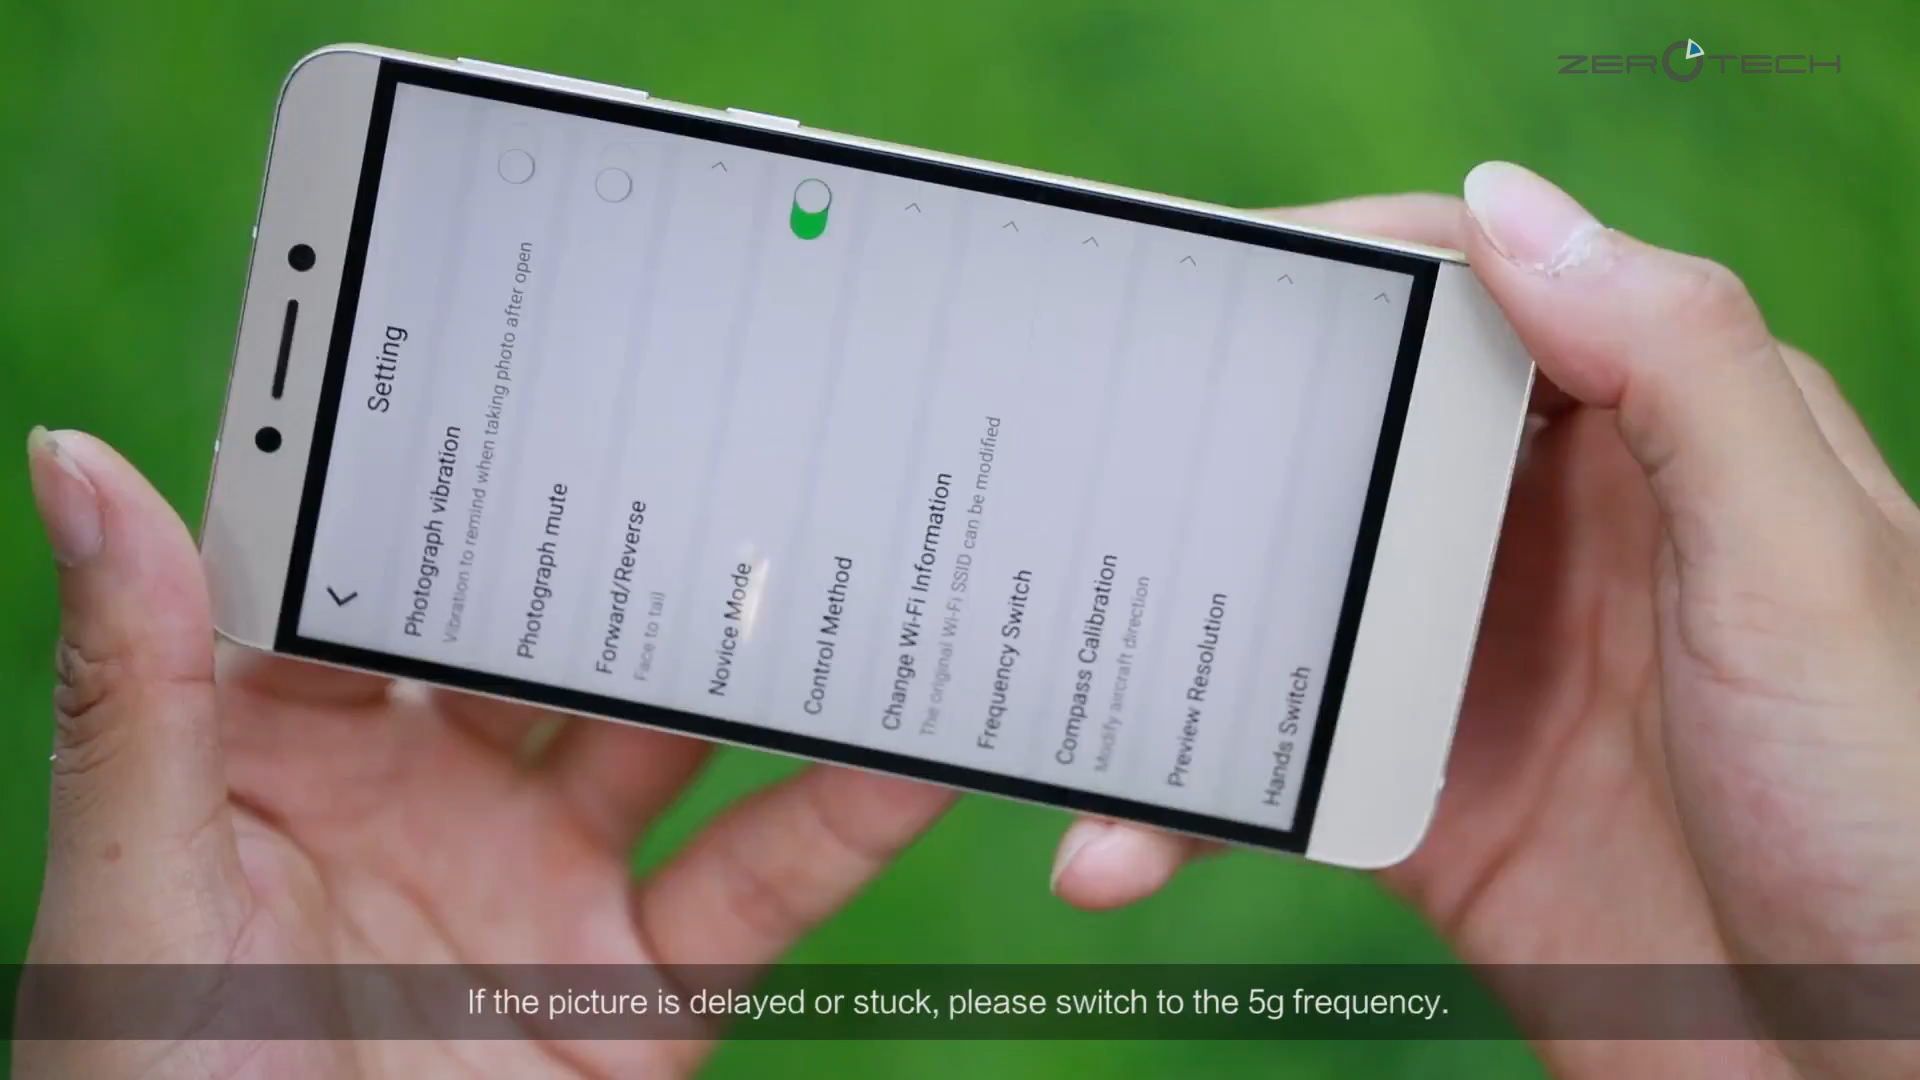 ZEROTECH
Setting
Photograph vibration
Vibration to remind when taking photo after open
Photograph mute
Forward/Reverse
Face to tail
Novice Mode
Control Method
Change Wi-Fi Information
The original Wi-Fi SSID can be modified
Frequency Switch
Compass Calibration
Modify aircraft direction
Preview Resolution
Hands Switch
If the picture is delayed or stuck, please switch to the 5g frequency.